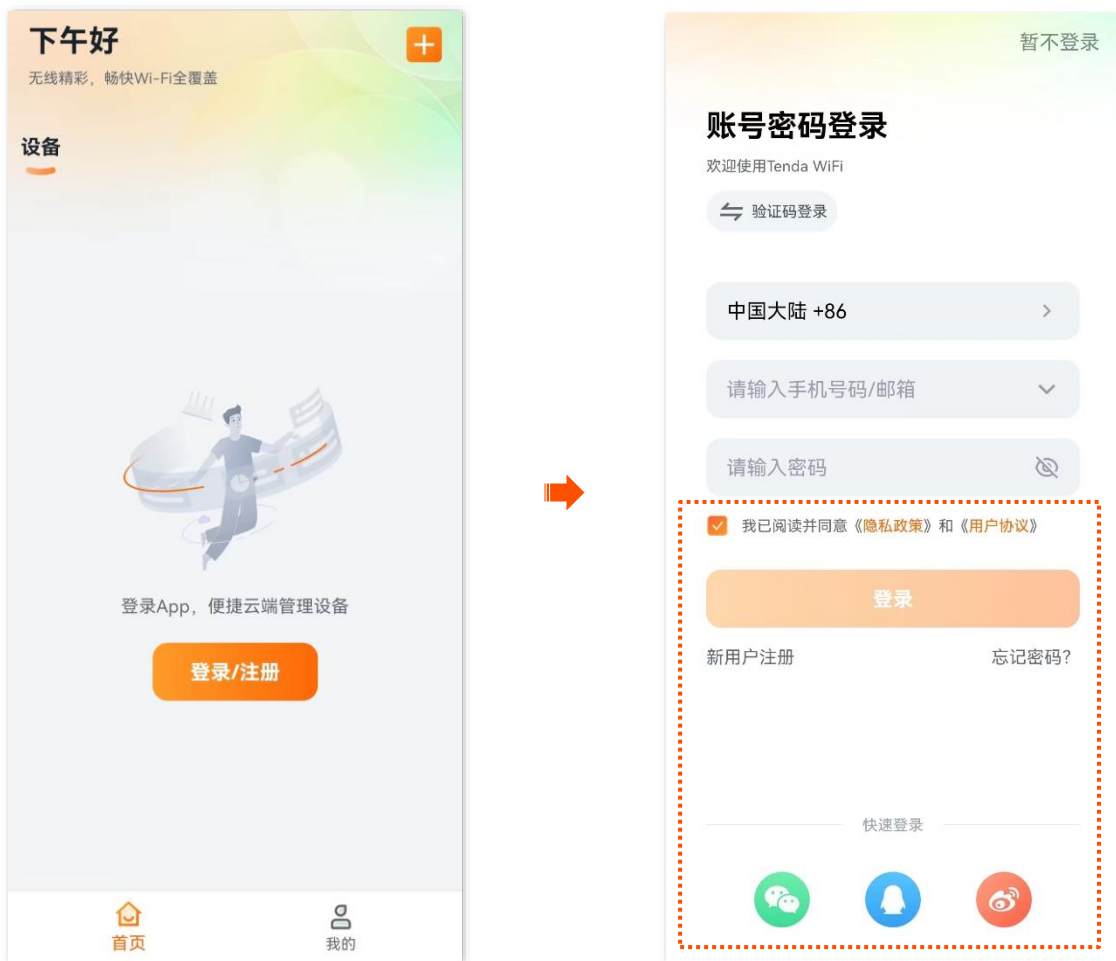 下午好
无线精彩，畅快Wi-Fi全覆盖
设备
登录App，便捷云端管理设备
登录/注册
首页
我的
暂不登录
账号密码登录
欢迎使用Tenda WiFi
验证码登录
中国大陆 +86
请输入手机号码/邮箱
请输入密码
我已阅读并同意《隐私政策》和《用户协议》
登录
新用户注册 忘记密码?
快速登录